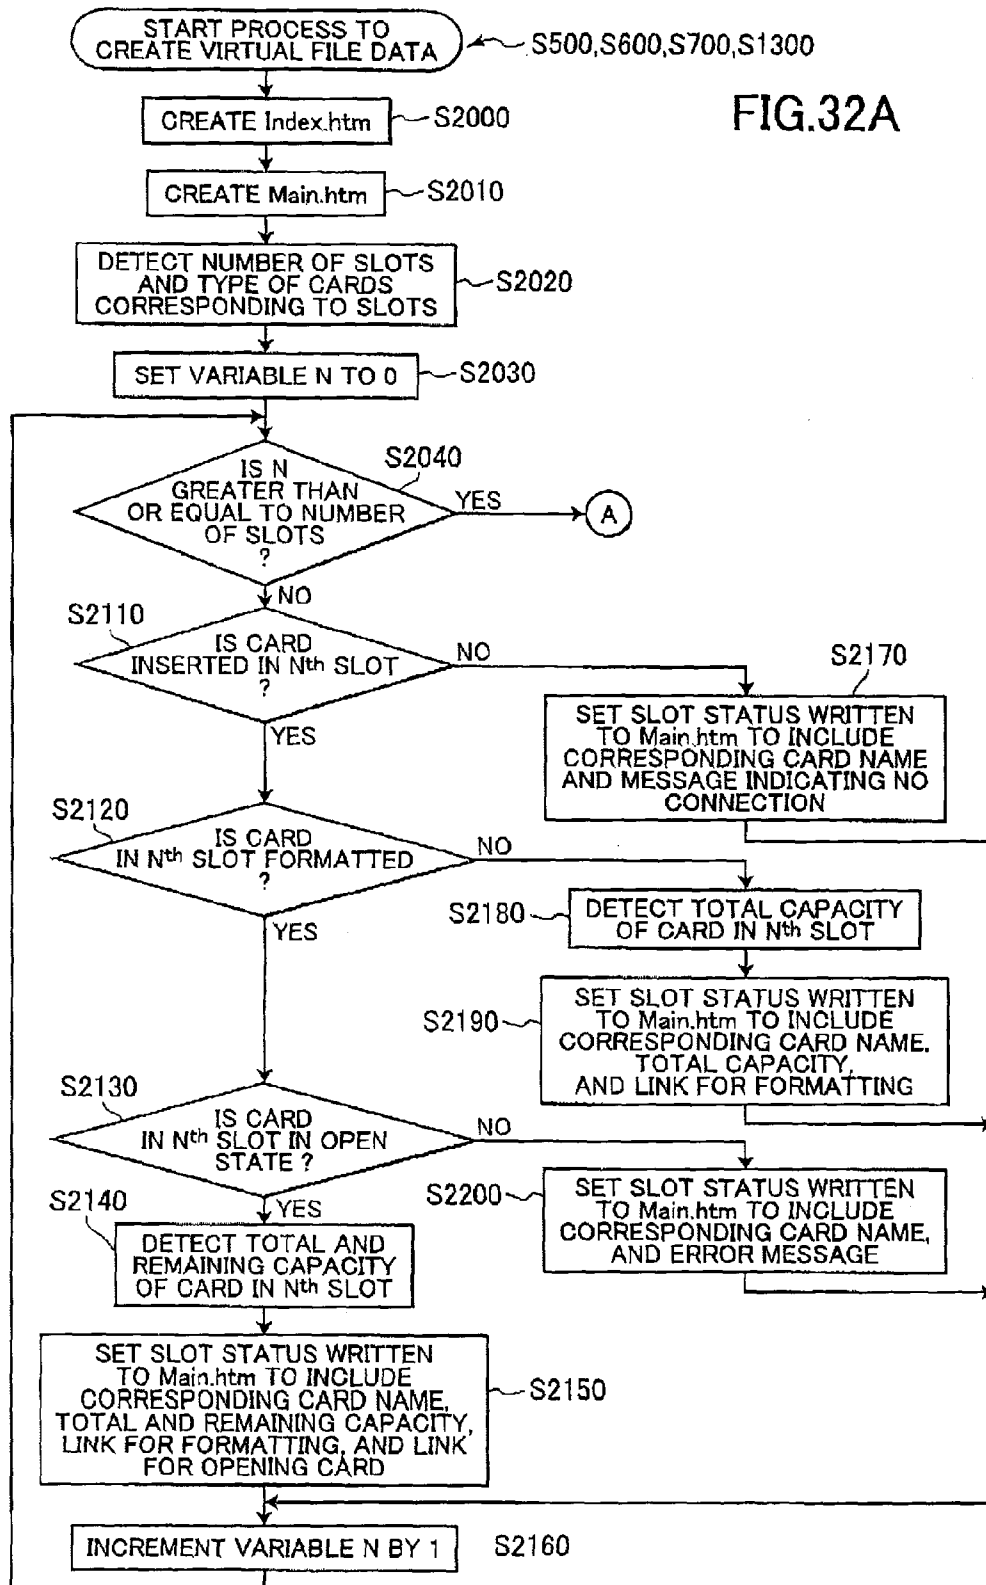 START PROCESS TO
CREATE VIRTUAL FILE DATA
S500,S600,S700,S1300
FIG.32A
CREATE Index.htm
S2000
CREATE Main.htm
S2010
DETECT NUMBER OF SLOTS
AND TYPE OF CARDS
CORRESPONDING TO SLOTS
S2020
SET VARIABLE N TO 0
S2030
IS N
GREATER THAN
OR EQUAL TO NUMBER
OF SLOTS
?
S2040
YES
A
NO
S2110
IS CARD
INSERTED IN Nth SLOT
?
NO
YES
S2170
SET SLOT STATUS WRITTEN
TO Main.htm TO INCLUDE
CORRESPONDING CARD NAME
AND MESSAGE INDICATING NO
CONNECTION
S2120
IS CARD
IN Nth SLOT FORMATTED
?
NO
YES
S2180
DETECT TOTAL CAPACITY
OF CARD IN Nth SLOT
S2190
SET SLOT STATUS WRITTEN
TO Main.htm TO INCLUDE
CORRESPONDING CARD NAME,
TOTAL CAPACITY,
AND LINK FOR FORMATTING
S2130
IS CARD
IN Nth SLOT IN OPEN
STATE ?
NO
YES
S2200
SET SLOT STATUS WRITTEN
TO Main.htm TO INCLUDE
CORRESPONDING CARD NAME,
AND ERROR MESSAGE
S2140
DETECT TOTAL AND
REMAINING CAPACITY
OF CARD IN Nth SLOT
SET SLOT STATUS WRITTEN
TO Main.htm TO INCLUDE
CORRESPONDING CARD NAME,
TOTAL AND REMAINING CAPACITY,
LINK FOR FORMATTING, AND LINK
FOR OPENING CARD
S2150
INCREMENT VARIABLE N BY 1
S2160